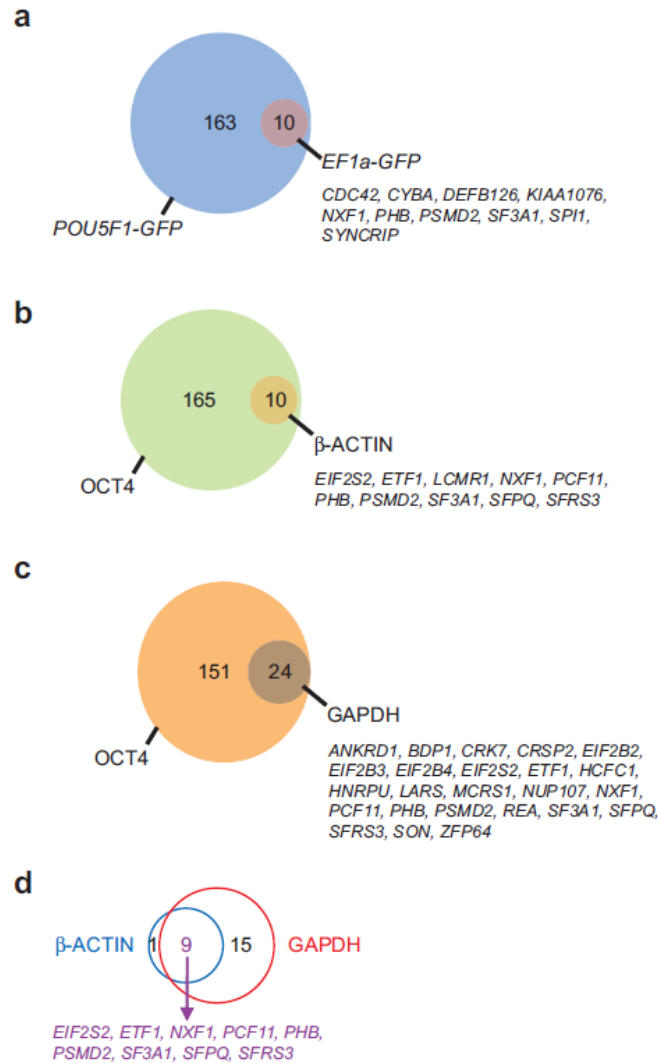 a
163
10
EF1a-GFP
CDC42, CYBA, DEFB126, KIAA1076,
NXF1, PHB, PSMD2, SF3A1, SPI1,
SYNCRIP
POU5F1-GFP
b
165
10
β-ACTIN
EIF2S2, ETF1, LCMR1, NXF1, PCF11,
PHB, PSMD2, SF3A1, SFPQ, SFRS3
OCT4
c
151
24
GAPDH
ANKRD1, BDP1, CRK7, CRSP2, EIF2B2,
EIF2B3, EIF2B4, EIF2S2, ETF1, HCFC1,
HNRPU, LARS, MCRS1, NUP107, NXF1,
PCF11, PHB, PSMD2, REA, SF3A1, SFPQ,
SFRS3, SON, ZFP64
OCT4
d
β-ACTIN 1 9 15 GAPDH
EIF2S2, ETF1, NXF1, PCF11, PHB,
PSMD2, SF3A1, SFPQ, SFRS3